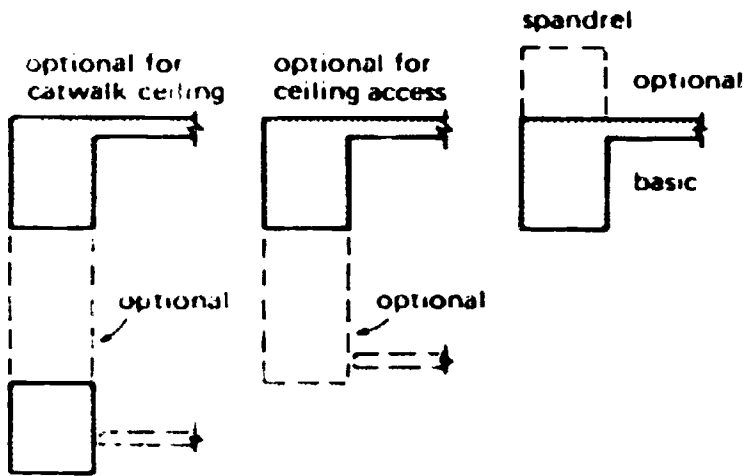 optional for
catwalk ceiling
optional for
ceiling access
spandrel
optional
basic
optional
optional